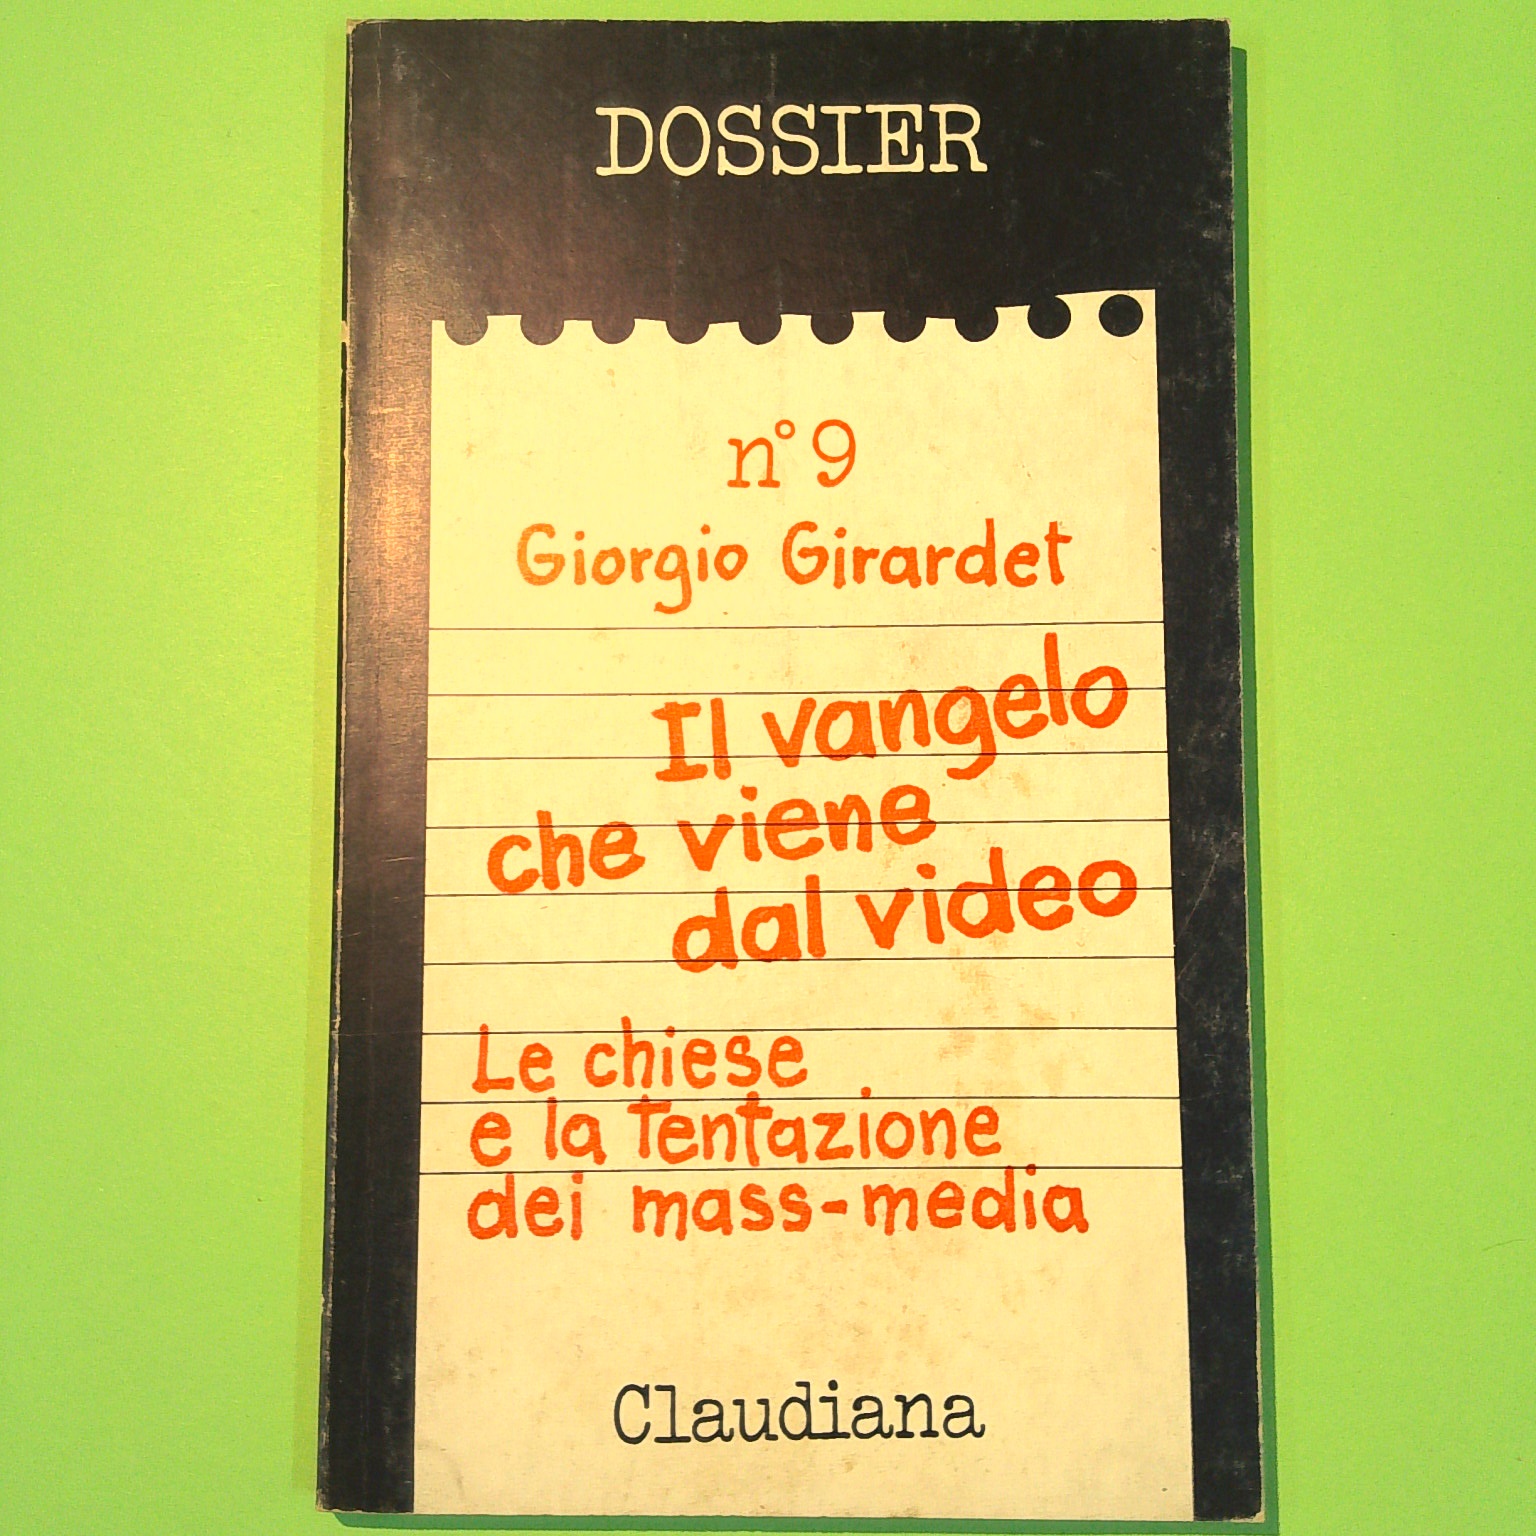 DOSSIER
n° 9
Giorgio Girardet
Il vangelo
che viene
dal video
Le chiese
e la tentazione
dei mass-media
Claudiana